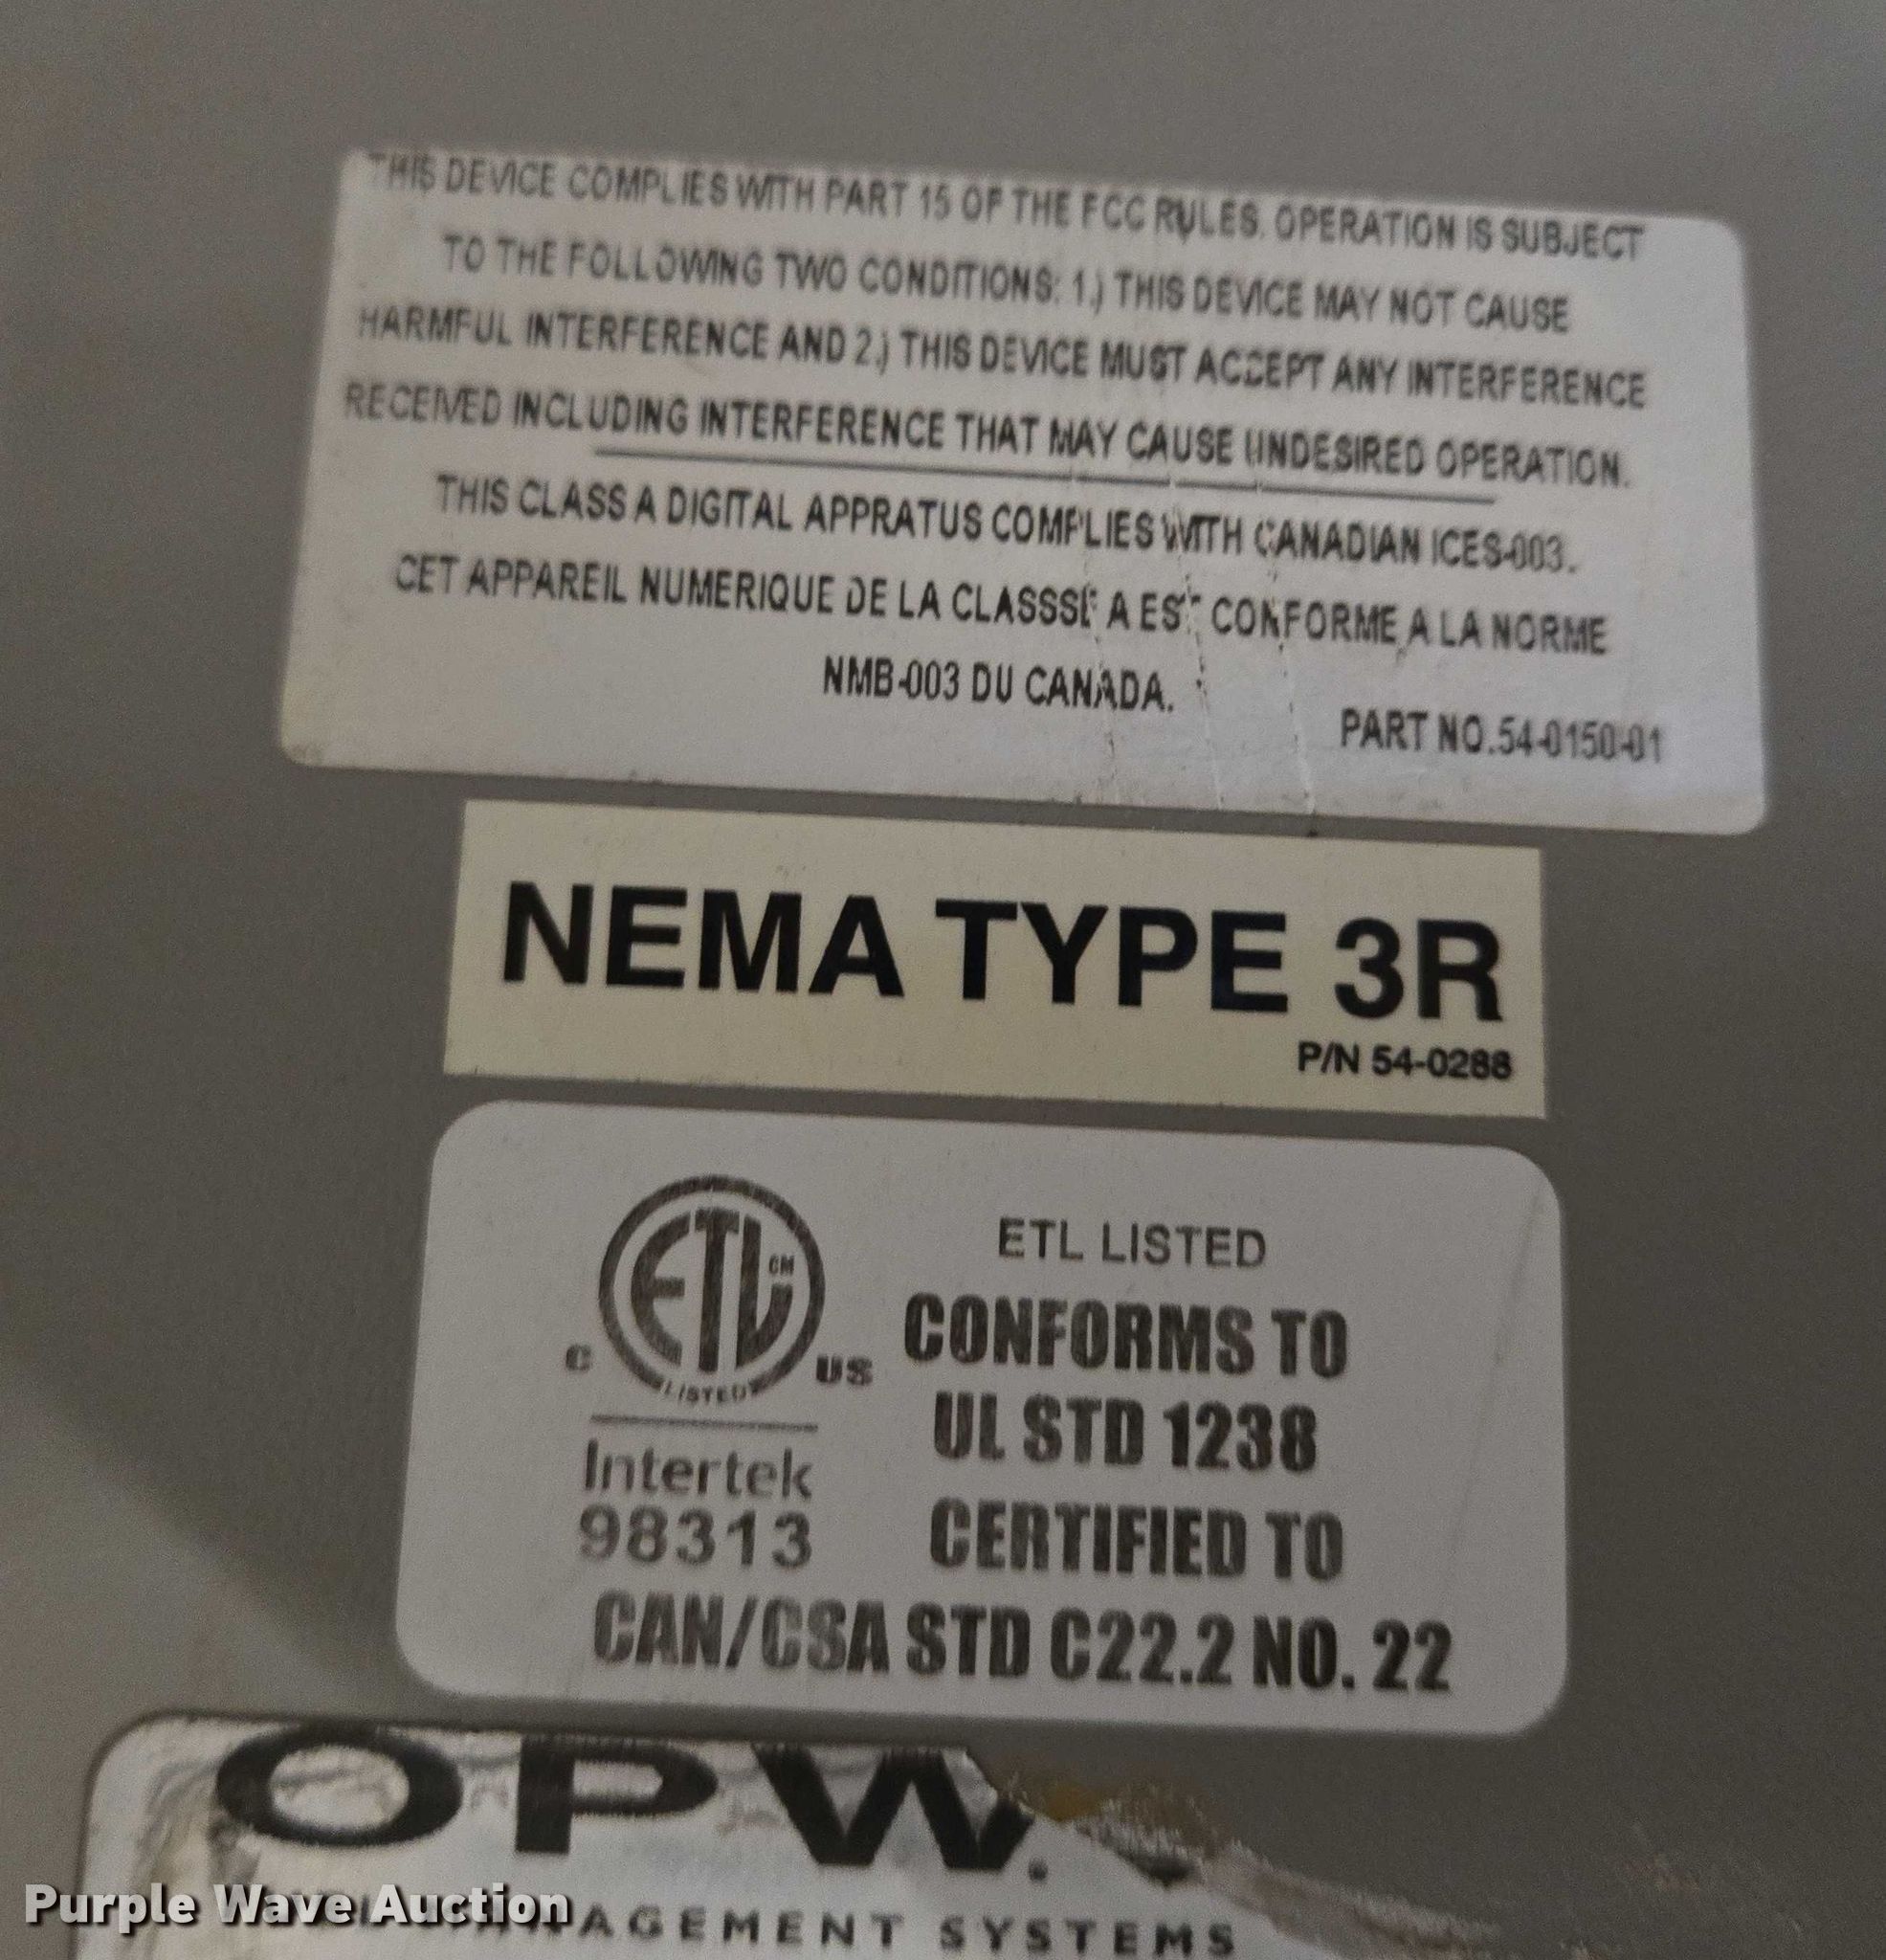 THIS DEVICE COMPLIES WITH PART 15 OF THE FCC RULES. OPERATION IS SUBJECT
TO THE FOLLOWING TWO CONDITIONS: 1.) THIS DEVICE MAY NOT CAUSE
HARMFUL INTERFERENCE AND 2.) THIS DEVICE MUST ACCEPT ANY INTERFERENCE
RECEIVED INCLUDING INTERFERENCE THAT MAY CAUSE UNDESIRED OPERATION.
THIS CLASS A DIGITAL APPRATUS COMPLIES WITH CANADIAN ICES-003.
CET APPAREIL NUMERIQUE DE LA CLASSSE A EST CONFORME A LA NORME
NMB-003 DU CANADA.
PART NO.54-0150-01
NEMA TYPE 3R
P/N 54-0288
ETL CM
C LISTED US
Intertek
98313
ETL LISTED
CONFORMS TO
UL STD 1238
CERTIFIED TO
CAN/CSA STD C22.2 NO. 22
OPW.
SYSTEMS
Purple Wave Auction